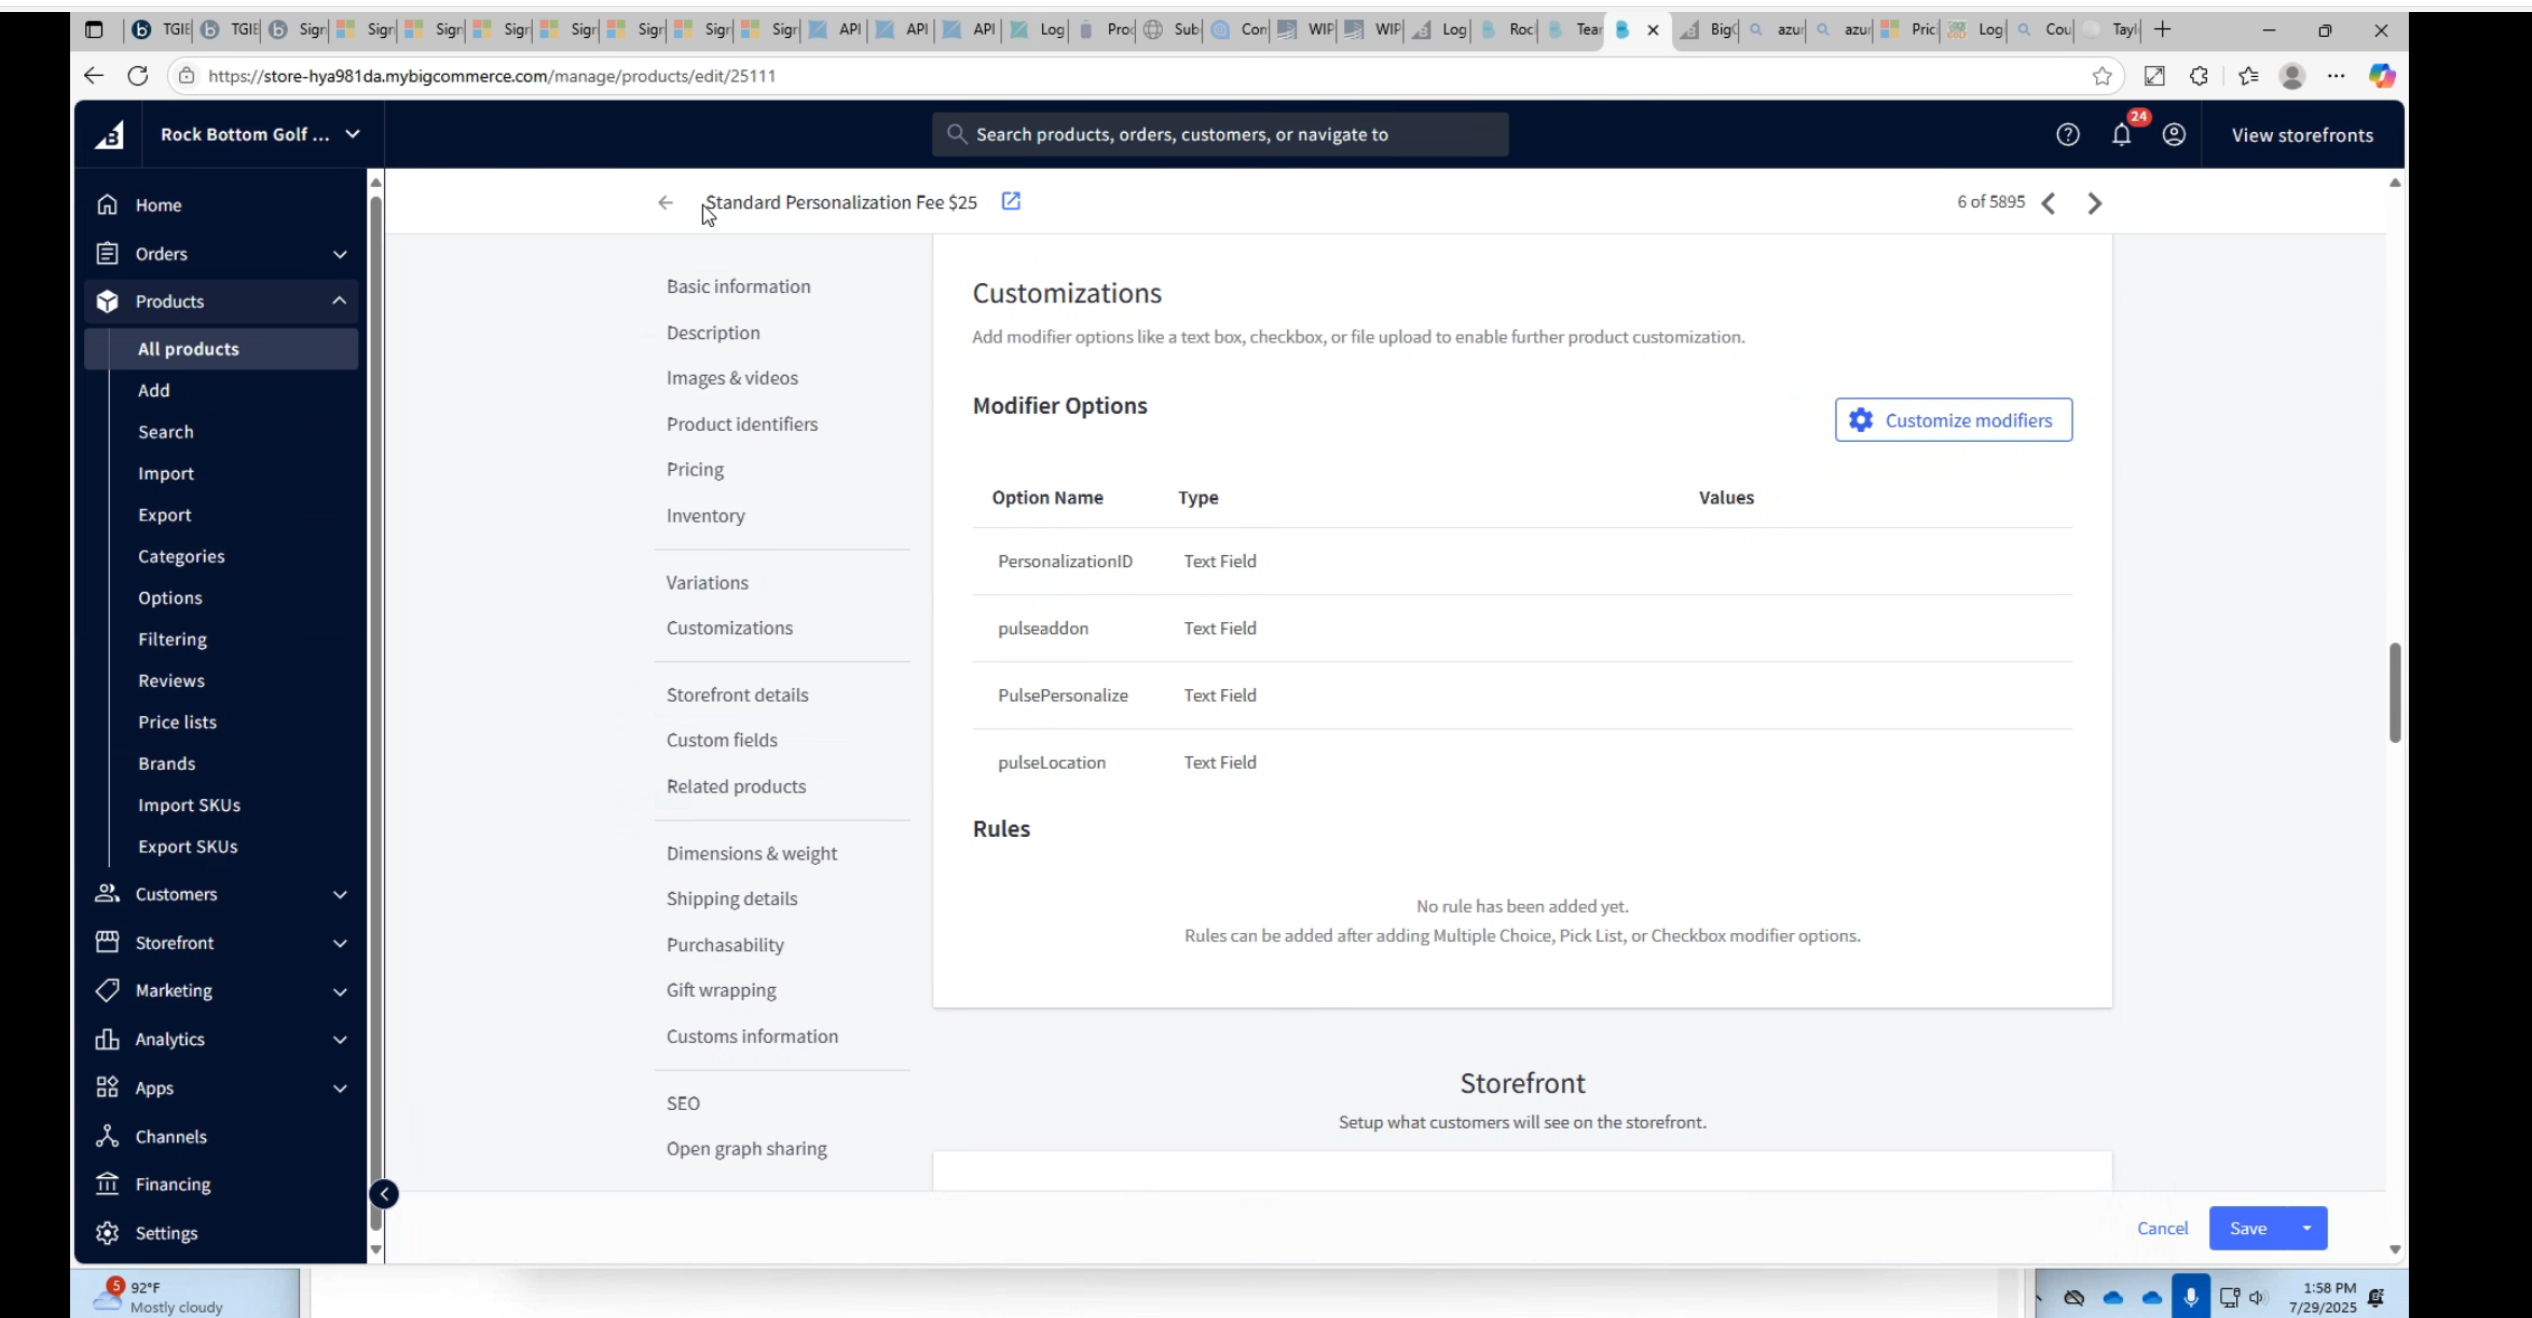 TGIE
TGIE
Sign
Sign
Sign
Sign
Sign
Sign
Sign
Sign
API
API
API
Log
Proc
Sub
Con
WIP
WIP
Log
Roc
Tear
BigC
azur
azur
Pric
Log
Cou
Tayl
https://store-hya981da.mybigcommerce.com/manage/products/edit/25111
Rock Bottom Golf ...
Search products, orders, customers, or navigate to
24
View storefronts
Home
Orders
Products
All products
Add
Search
Import
Export
Categories
Options
Filtering
Reviews
Price lists
Brands
Import SKUs
Export SKUs
Customers
Storefront
Marketing
Analytics
Apps
Channels
Financing
Settings
Standard Personalization Fee $25
6 of 5895
Basic information
Description
Images & videos
Product identifiers
Pricing
Inventory
Variations
Customizations
Storefront details
Custom fields
Related products
Dimensions & weight
Shipping details
Purchasability
Gift wrapping
Customs information
SEO
Open graph sharing
Customizations
Add modifier options like a text box, checkbox, or file upload to enable further product customization.
Modifier Options
Customize modifiers
Option Name Type Values
PersonalizationID Text Field
pulseaddon Text Field
PulsePersonalize Text Field
pulseLocation Text Field
Rules
No rule has been added yet.
Rules can be added after adding Multiple Choice, Pick List, or Checkbox modifier options.
Storefront
Setup what customers will see on the storefront.
Cancel
Save
5
92°F
Mostly cloudy
1:58 PM
7/29/2025